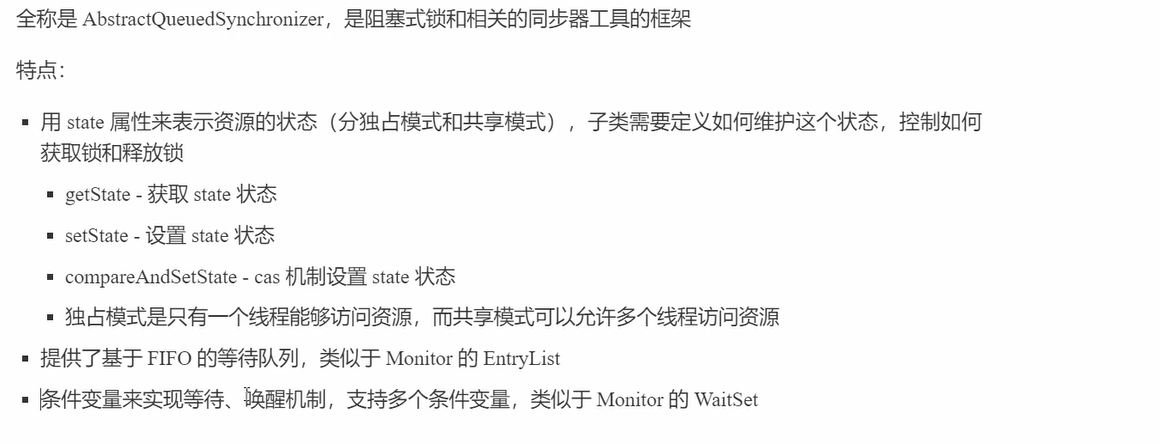 全称是 AbstractQueuedSynchronizer，是阻塞式锁和相关的同步器工具的框架
特点：
▪ 用 state 属性来表示资源的状态（分独占模式和共享模式），子类需要定义如何维护这个状态，控制如何
获取锁和释放锁
▪ getState - 获取 state 状态
▪ setState - 设置 state 状态
▪ compareAndSetState - cas 机制设置 state 状态
▪ 独占模式是只有一个线程能够访问资源，而共享模式可以允许多个线程访问资源
▪ 提供了基于 FIFO 的等待队列，类似于 Monitor 的 EntryList
▪ 条件变量来实现等待、唤醒机制，支持多个条件变量，类似于 Monitor 的 WaitSet